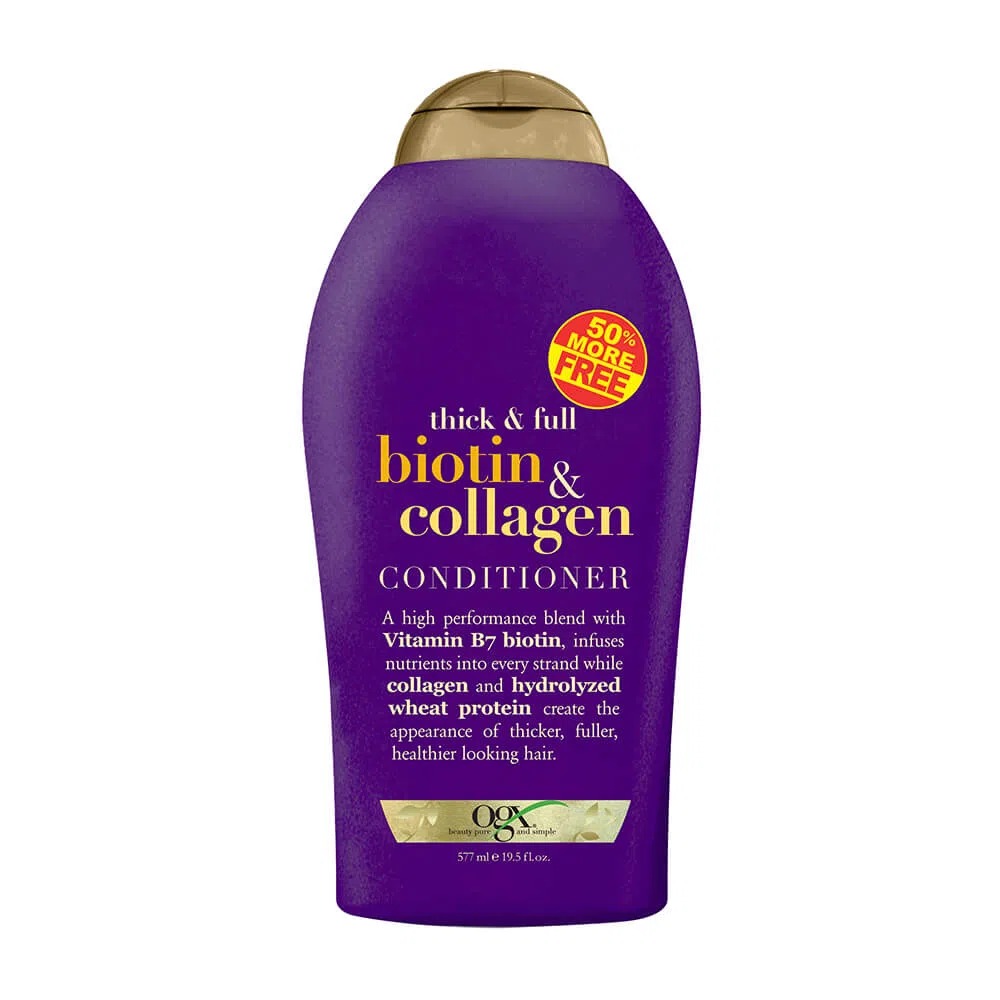 50%
MORE
FREE
thick & full
biotin
&
collagen
CONDITIONER
A high performance blend with
Vitamin B7 biotin, infuses
nutrients into every strand while
collagen and hydrolyzed
wheat protein create the
appearance of thicker, fuller,
healthier looking hair.
ogx®
beauty pure and simple
577 ml e 19.5 fl.oz.